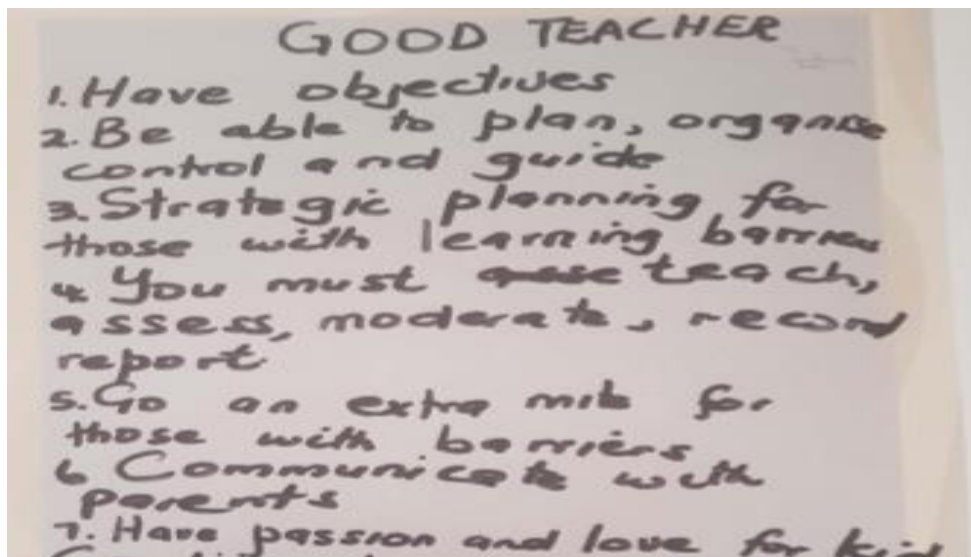 GOOD TEACHER
1. Have objectives
2. Be able to plan, organise
control and guide
3. Strategic planning for
those with learning barriers
4. You must teach,
assess, moderate, record
report
5. Go an extra mile for
those with barriers
6 Communicate with
parents
7. Have passion and love for